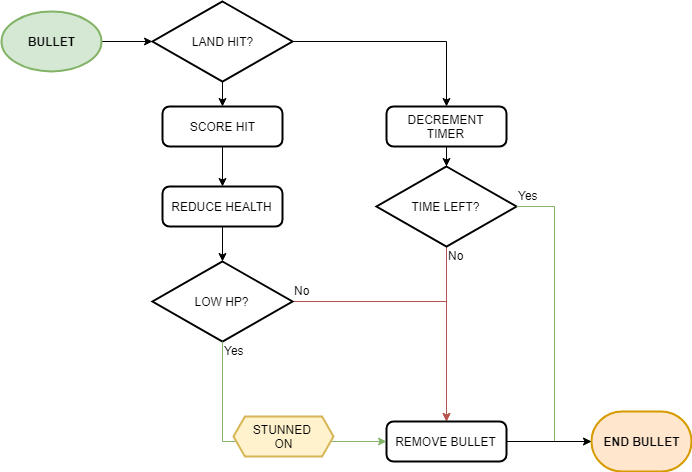 BULLET
LAND HIT?
SCORE HIT
DECREMENT
TIMER
REDUCE HEALTH
TIME LEFT?
Yes
No
LOW HP?
No
Yes
STUNNED
ON
REMOVE BULLET
END BULLET